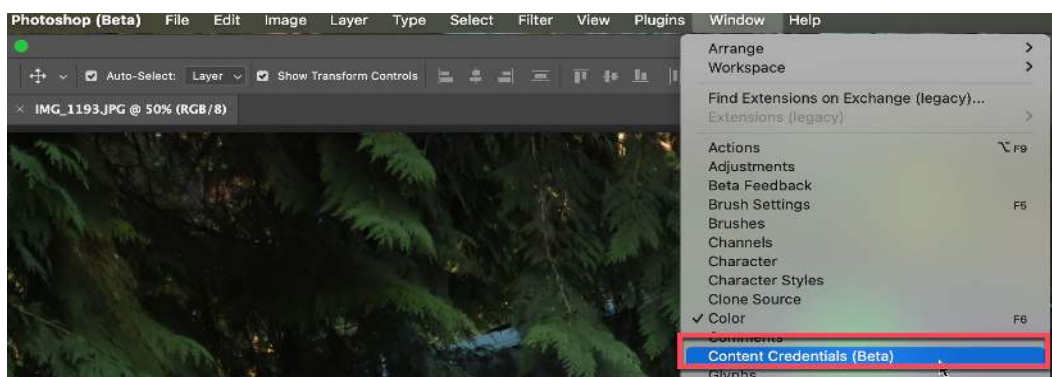 Photoshop (Beta) File Edit Image Layer Type Select Filter View Plugins Window Help
Auto-Select: Layer Show Transform Controls
× IMG_1193.JPG @ 50% (RGB/8)
Arrange >
Workspace >
Find Extensions on Exchange (legacy)...
Extensions (legacy) >
Actions ⌥ F9
Adjustments
Beta Feedback
Brush Settings F5
Brushes
Channels
Character
Character Styles
Clone Source
✓ Color F6
Comments
Content Credentials (Beta)
Glyphs